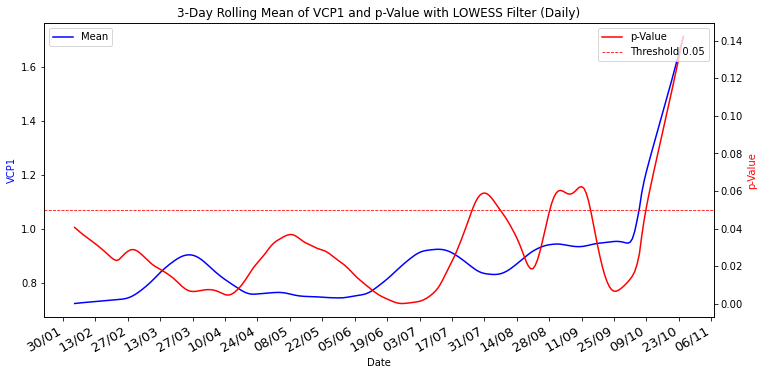 3-Day Rolling Mean of VCP1 and p-Value with LOWESS Filter (Daily)
Mean
p-Value
Threshold 0.05
VCP1
1.6
1.4
1.2
1.0
0.8
0.14
0.12
0.10
0.08
0.06
0.04
0.02
0.00
p-Value
30/01 13/02 27/02 13/03 27/03 10/04 24/04 08/05 22/05 05/06 19/06 03/07 17/07 31/07 14/08 28/08 11/09 25/09 09/10 23/10 06/11
Date